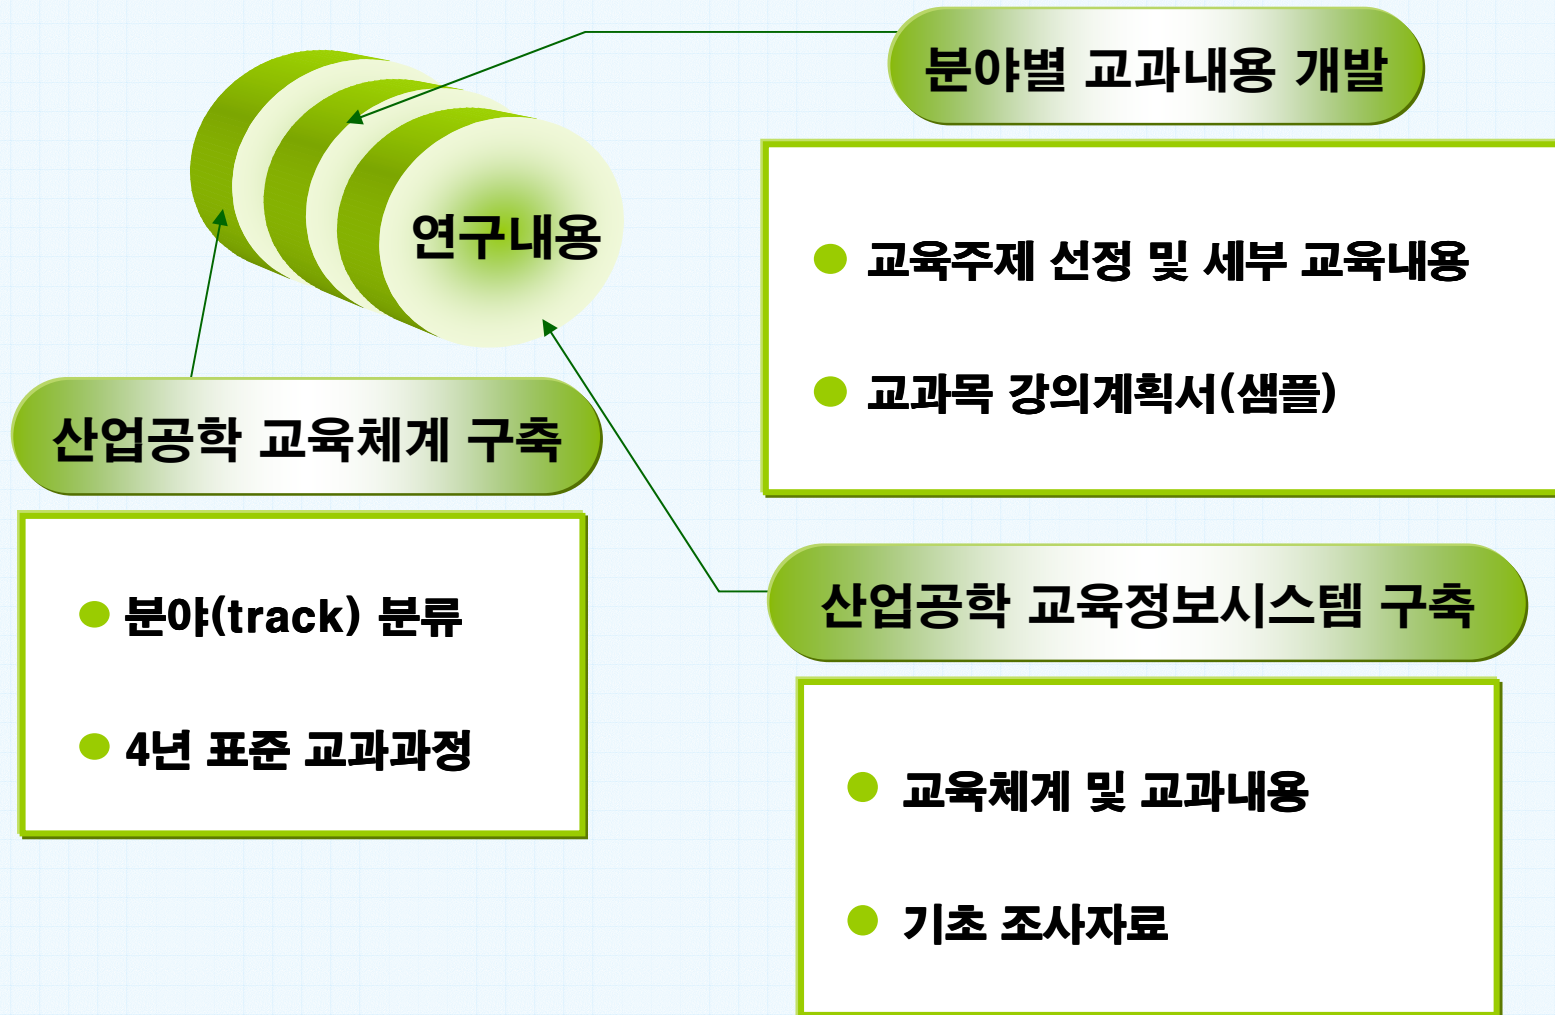 연구내용
산업공학 교육체계 구축
분야(track) 분류
4년 표준 교과과정
분야별 교과내용 개발
교육주제 선정 및 세부 교육내용
교과목 강의계획서(샘플)
산업공학 교육정보시스템 구축
교육체계 및 교과내용
기초 조사자료